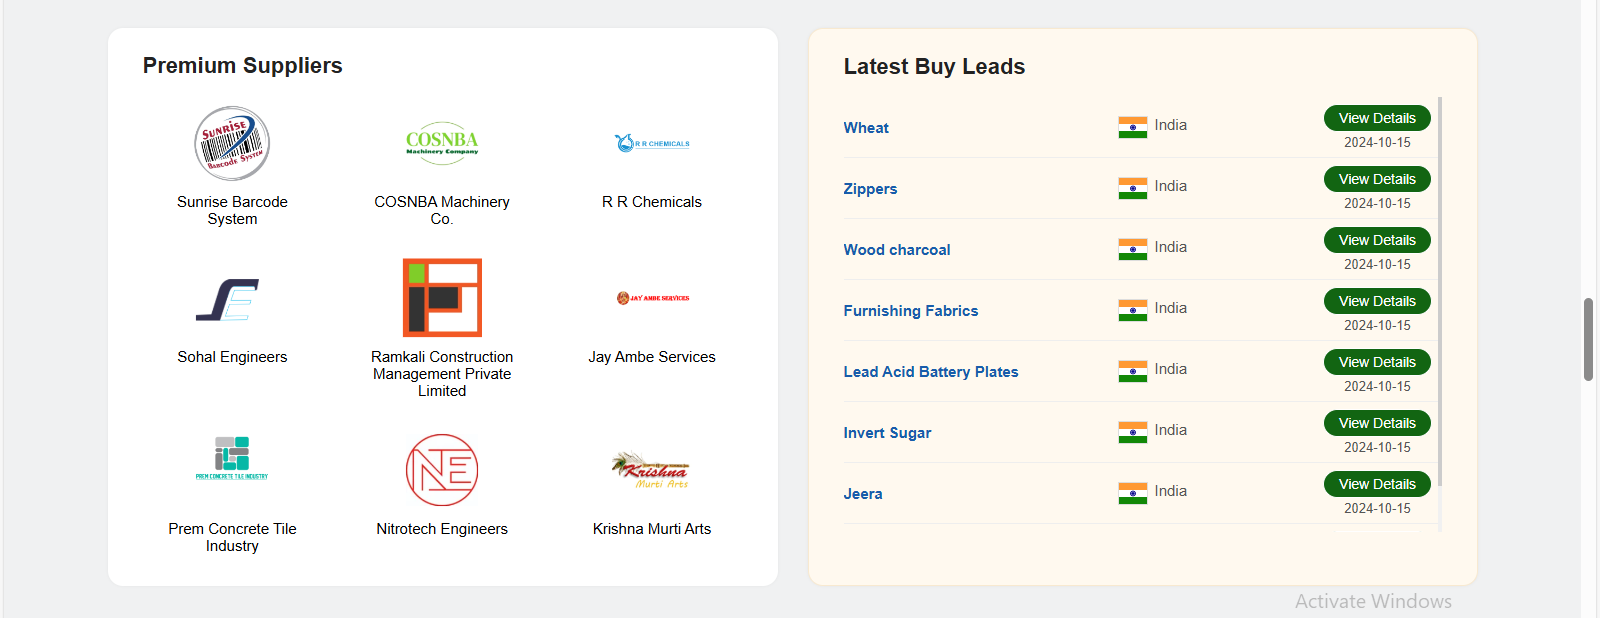 Premium Suppliers
SUNRISE
BARCODE SYSTEM
Sunrise Barcode
System
COSNBA
Machinery Company
COSNBA Machinery
Co.
R R CHEMICALS
R R Chemicals
SE
Sohal Engineers
Ramkali Construction
Management Private
Limited
JAY AMBE SERVICES
Jay Ambe Services
PREM CONCRETE TILE INDUSTRY
Prem Concrete Tile
Industry
NE
Nitrotech Engineers
Krishna
Murti Arts
Krishna Murti Arts
Latest Buy Leads
Wheat India View Details
2024-10-15
Zippers India View Details
2024-10-15
Wood charcoal India View Details
2024-10-15
Furnishing Fabrics India View Details
2024-10-15
Lead Acid Battery Plates India View Details
2024-10-15
Invert Sugar India View Details
2024-10-15
Jeera India View Details
2024-10-15
Activate Windows